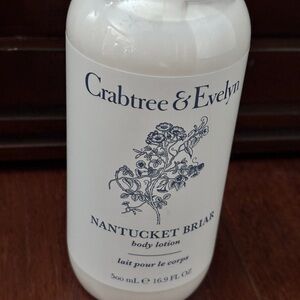 Crabtree & Evelyn
NANTUCKET BRIAR
body lotion
lait pour le corps
500 mL ℮ 16.9 FL OZ